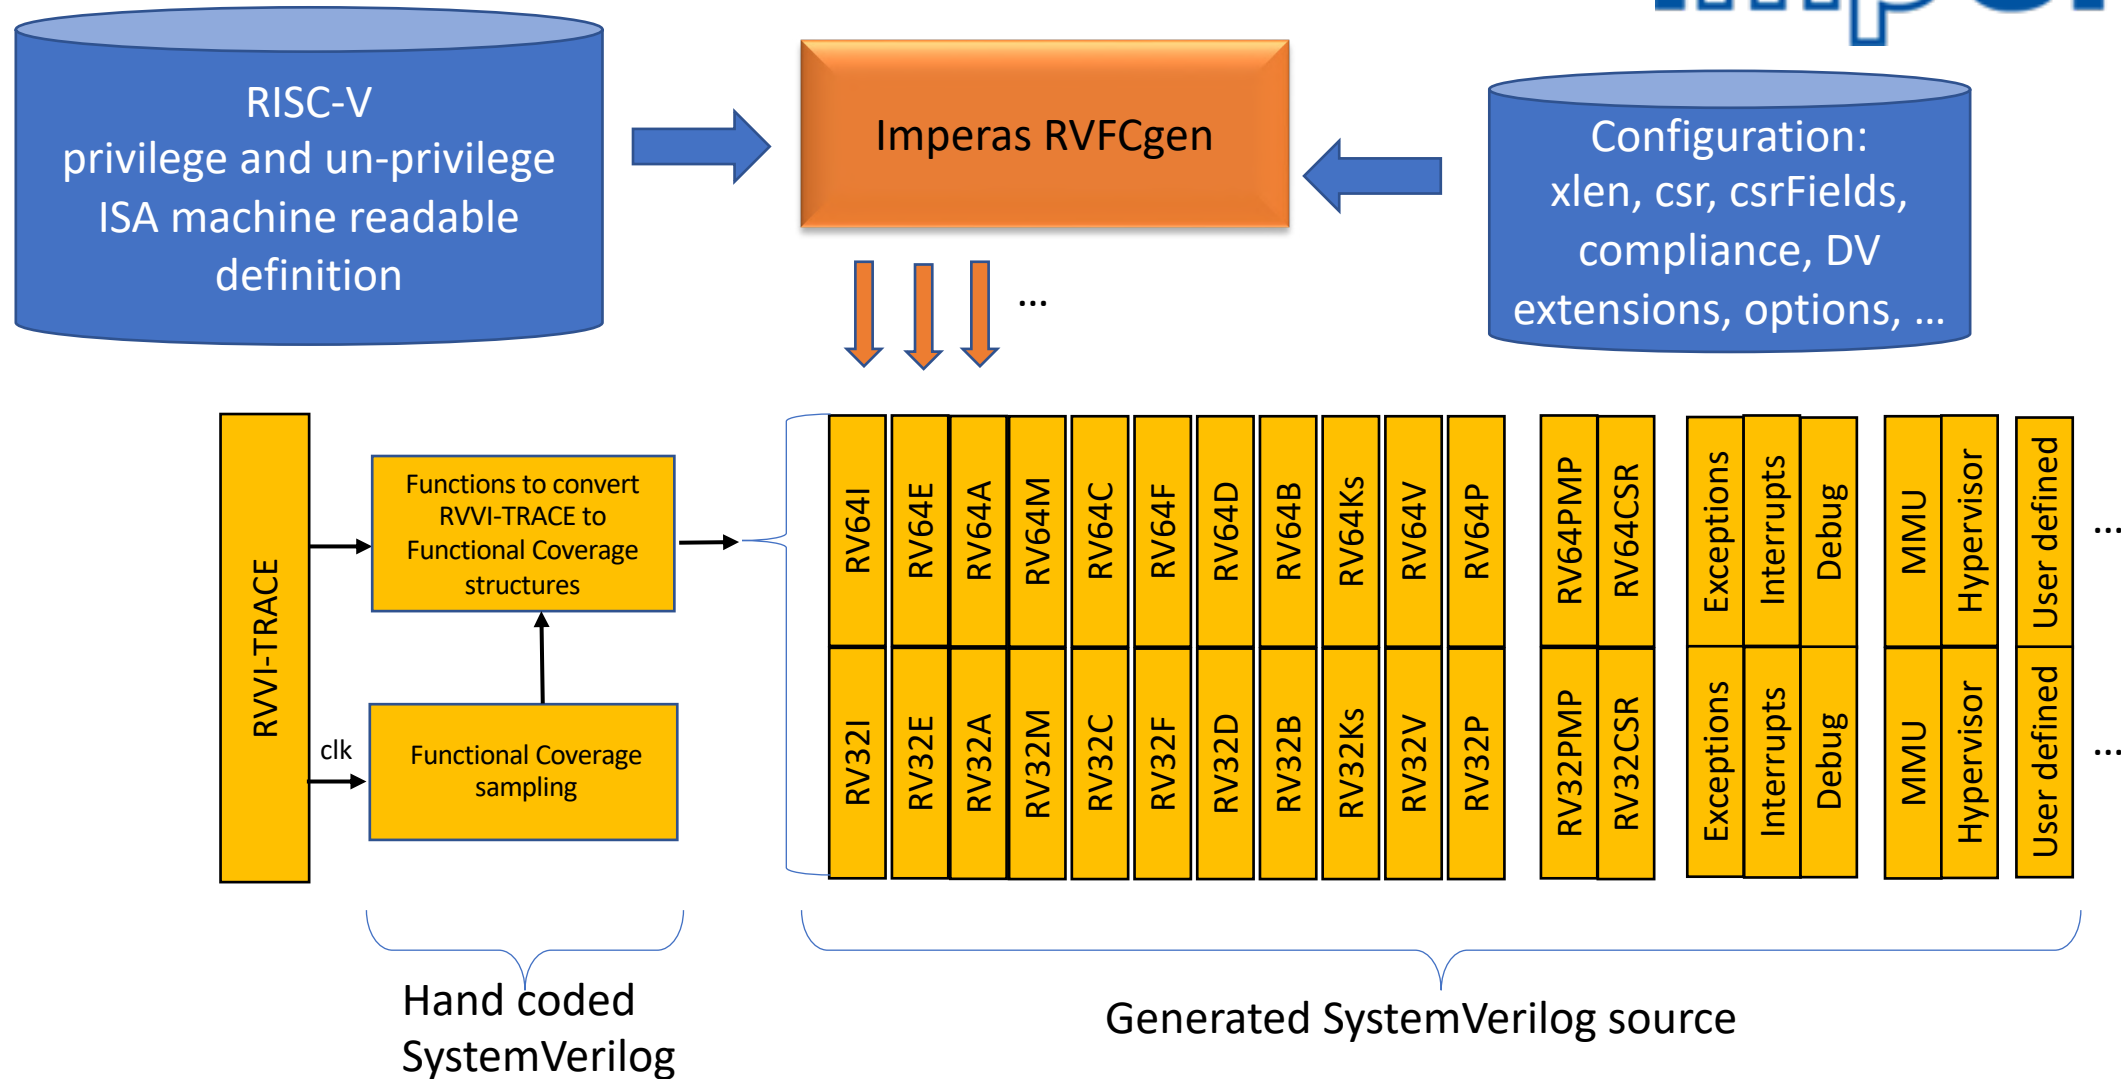 RISC-V
privilege and un-privilege
ISA machine readable
definition
Imperas RVFCgen
Configuration:
xlen, csr, csrFields,
compliance, DV
extensions, options, ...
...
RVVI-TRACE
clk
Functions to convert
RVVI-TRACE to
Functional Coverage
structures
Functional Coverage
sampling
RV64I
RV64E
RV64A
RV64M
RV64C
RV64F
RV64D
RV64B
RV64Ks
RV64V
RV64P
RV64PMP
RV64CSR
Exceptions
Interrupts
Debug
MMU
Hypervisor
User defined
...
RV32I
RV32E
RV32A
RV32M
RV32C
RV32F
RV32D
RV32B
RV32Ks
RV32V
RV32P
RV32PMP
RV32CSR
Exceptions
Interrupts
Debug
MMU
Hypervisor
User defined
...
Hand coded
SystemVerilog
Generated SystemVerilog source